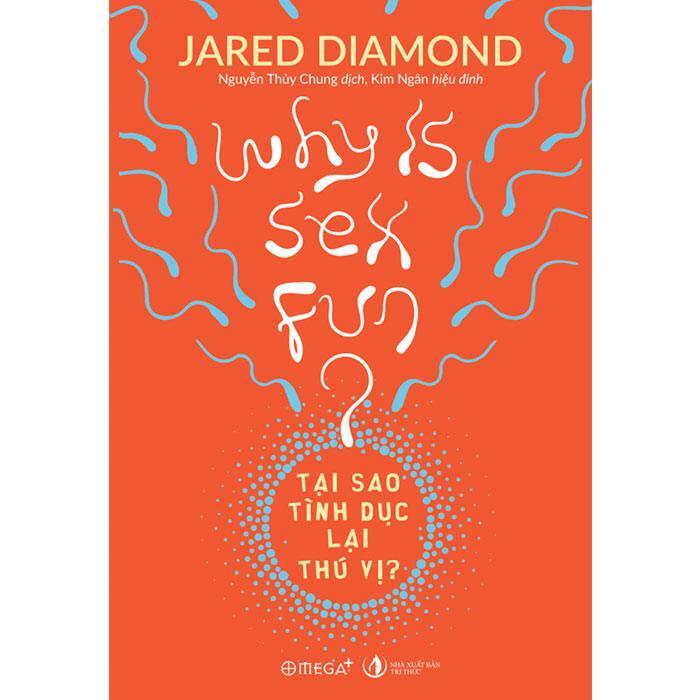 JARED DIAMOND
Nguyễn Thủy Chung dịch, Kim Ngân hiệu đính
Why Is
Sex
Fun
?
TẠI SAO
TÌNH DỤC
LẠI
THÚ VỊ?
OMEGA+
NHÀ XUẤT BẢN
TRI THỨC